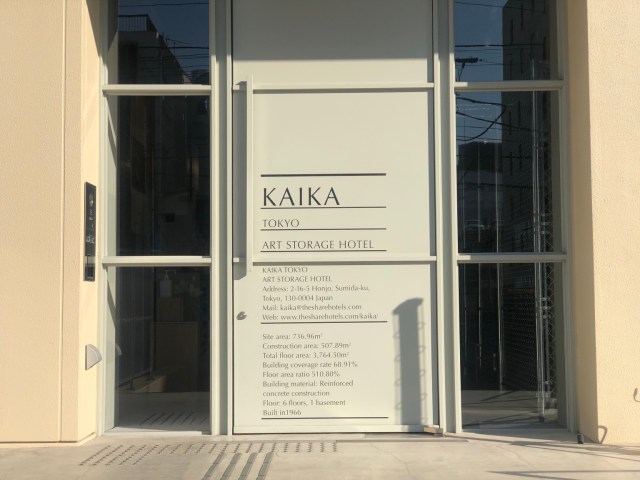 KAIKA
TOKYO
ART STORAGE HOTEL
KAIKA TOKYO
ART STORAGE HOTEL
Address: 2-16-5 Honjo, Sumida-ku,
Tokyo, 130-0004 Japan
Mail: kaika@thesharehotels.com
Web: www.thesharehotels.com/kaika
Site area: 736.96m²
Construction area: 507.89m²
Total floor area: 3,764.50m²
Building coverage rate 68.91%
Floor area ratio 510.80%
Building material: Reinforced
concrete construction
Floor: 6 floors, 1 basement
Built in1966